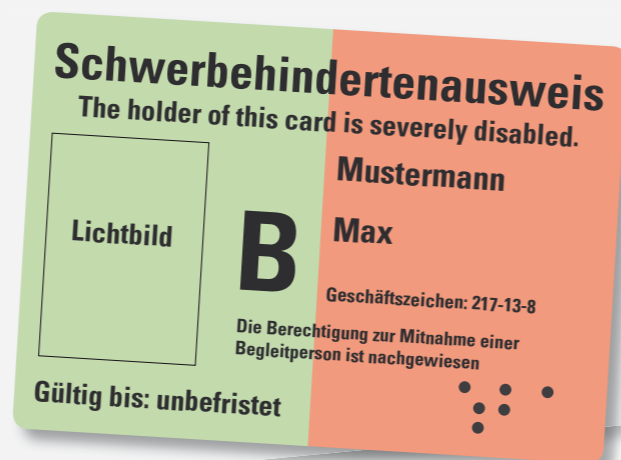 Schwerbehindertenausweis
The holder of this card is severely disabled.
Mustermann
Lichtbild
B
Max
Geschäftszeichen: 217-13-8
Die Berechtigung zur Mitnahme einer
Begleitperson ist nachgewiesen
Gültig bis: unbefristet